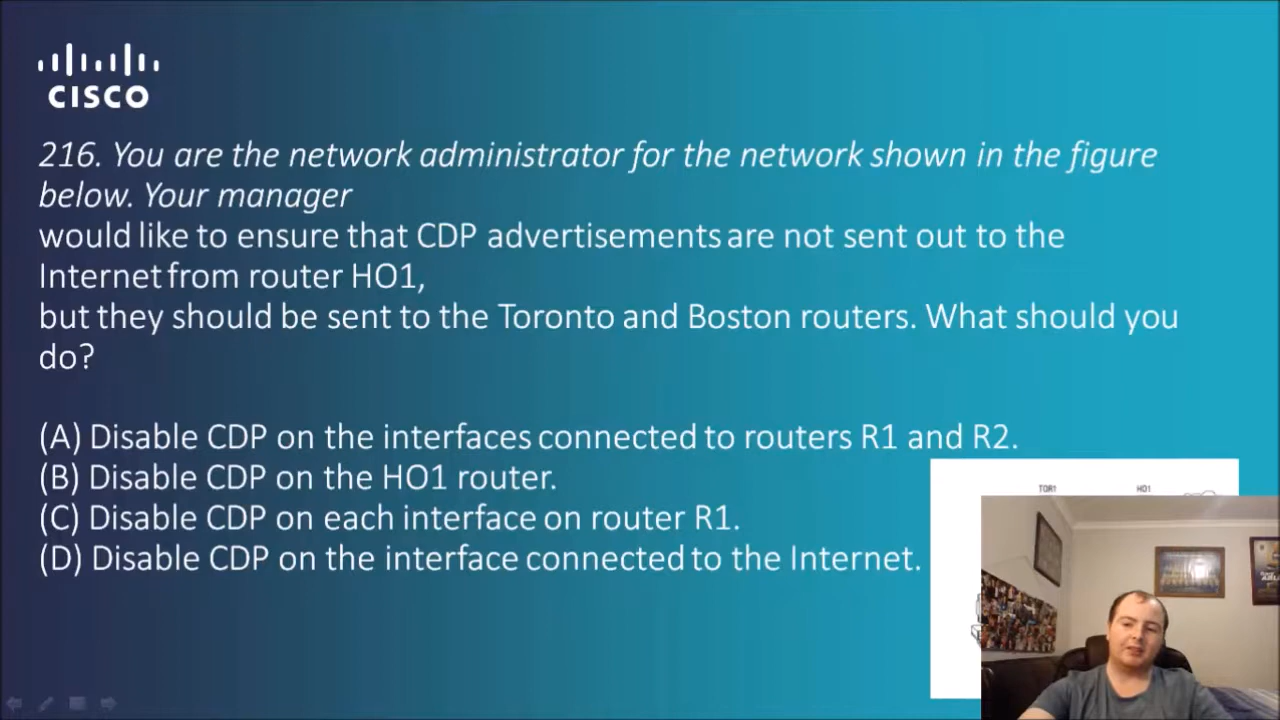 CISCO
216. You are the network administrator for the network shown in the figure
below. Your manager
would like to ensure that CDP advertisements are not sent out to the
Internet from router HO1,
but they should be sent to the Toronto and Boston routers. What should you
do?
(A) Disable CDP on the interfaces connected to routers R1 and R2.
(B) Disable CDP on the HO1 router.
(C) Disable CDP on each interface on router R1.
(D) Disable CDP on the interface connected to the Internet.
TOR1 HO1